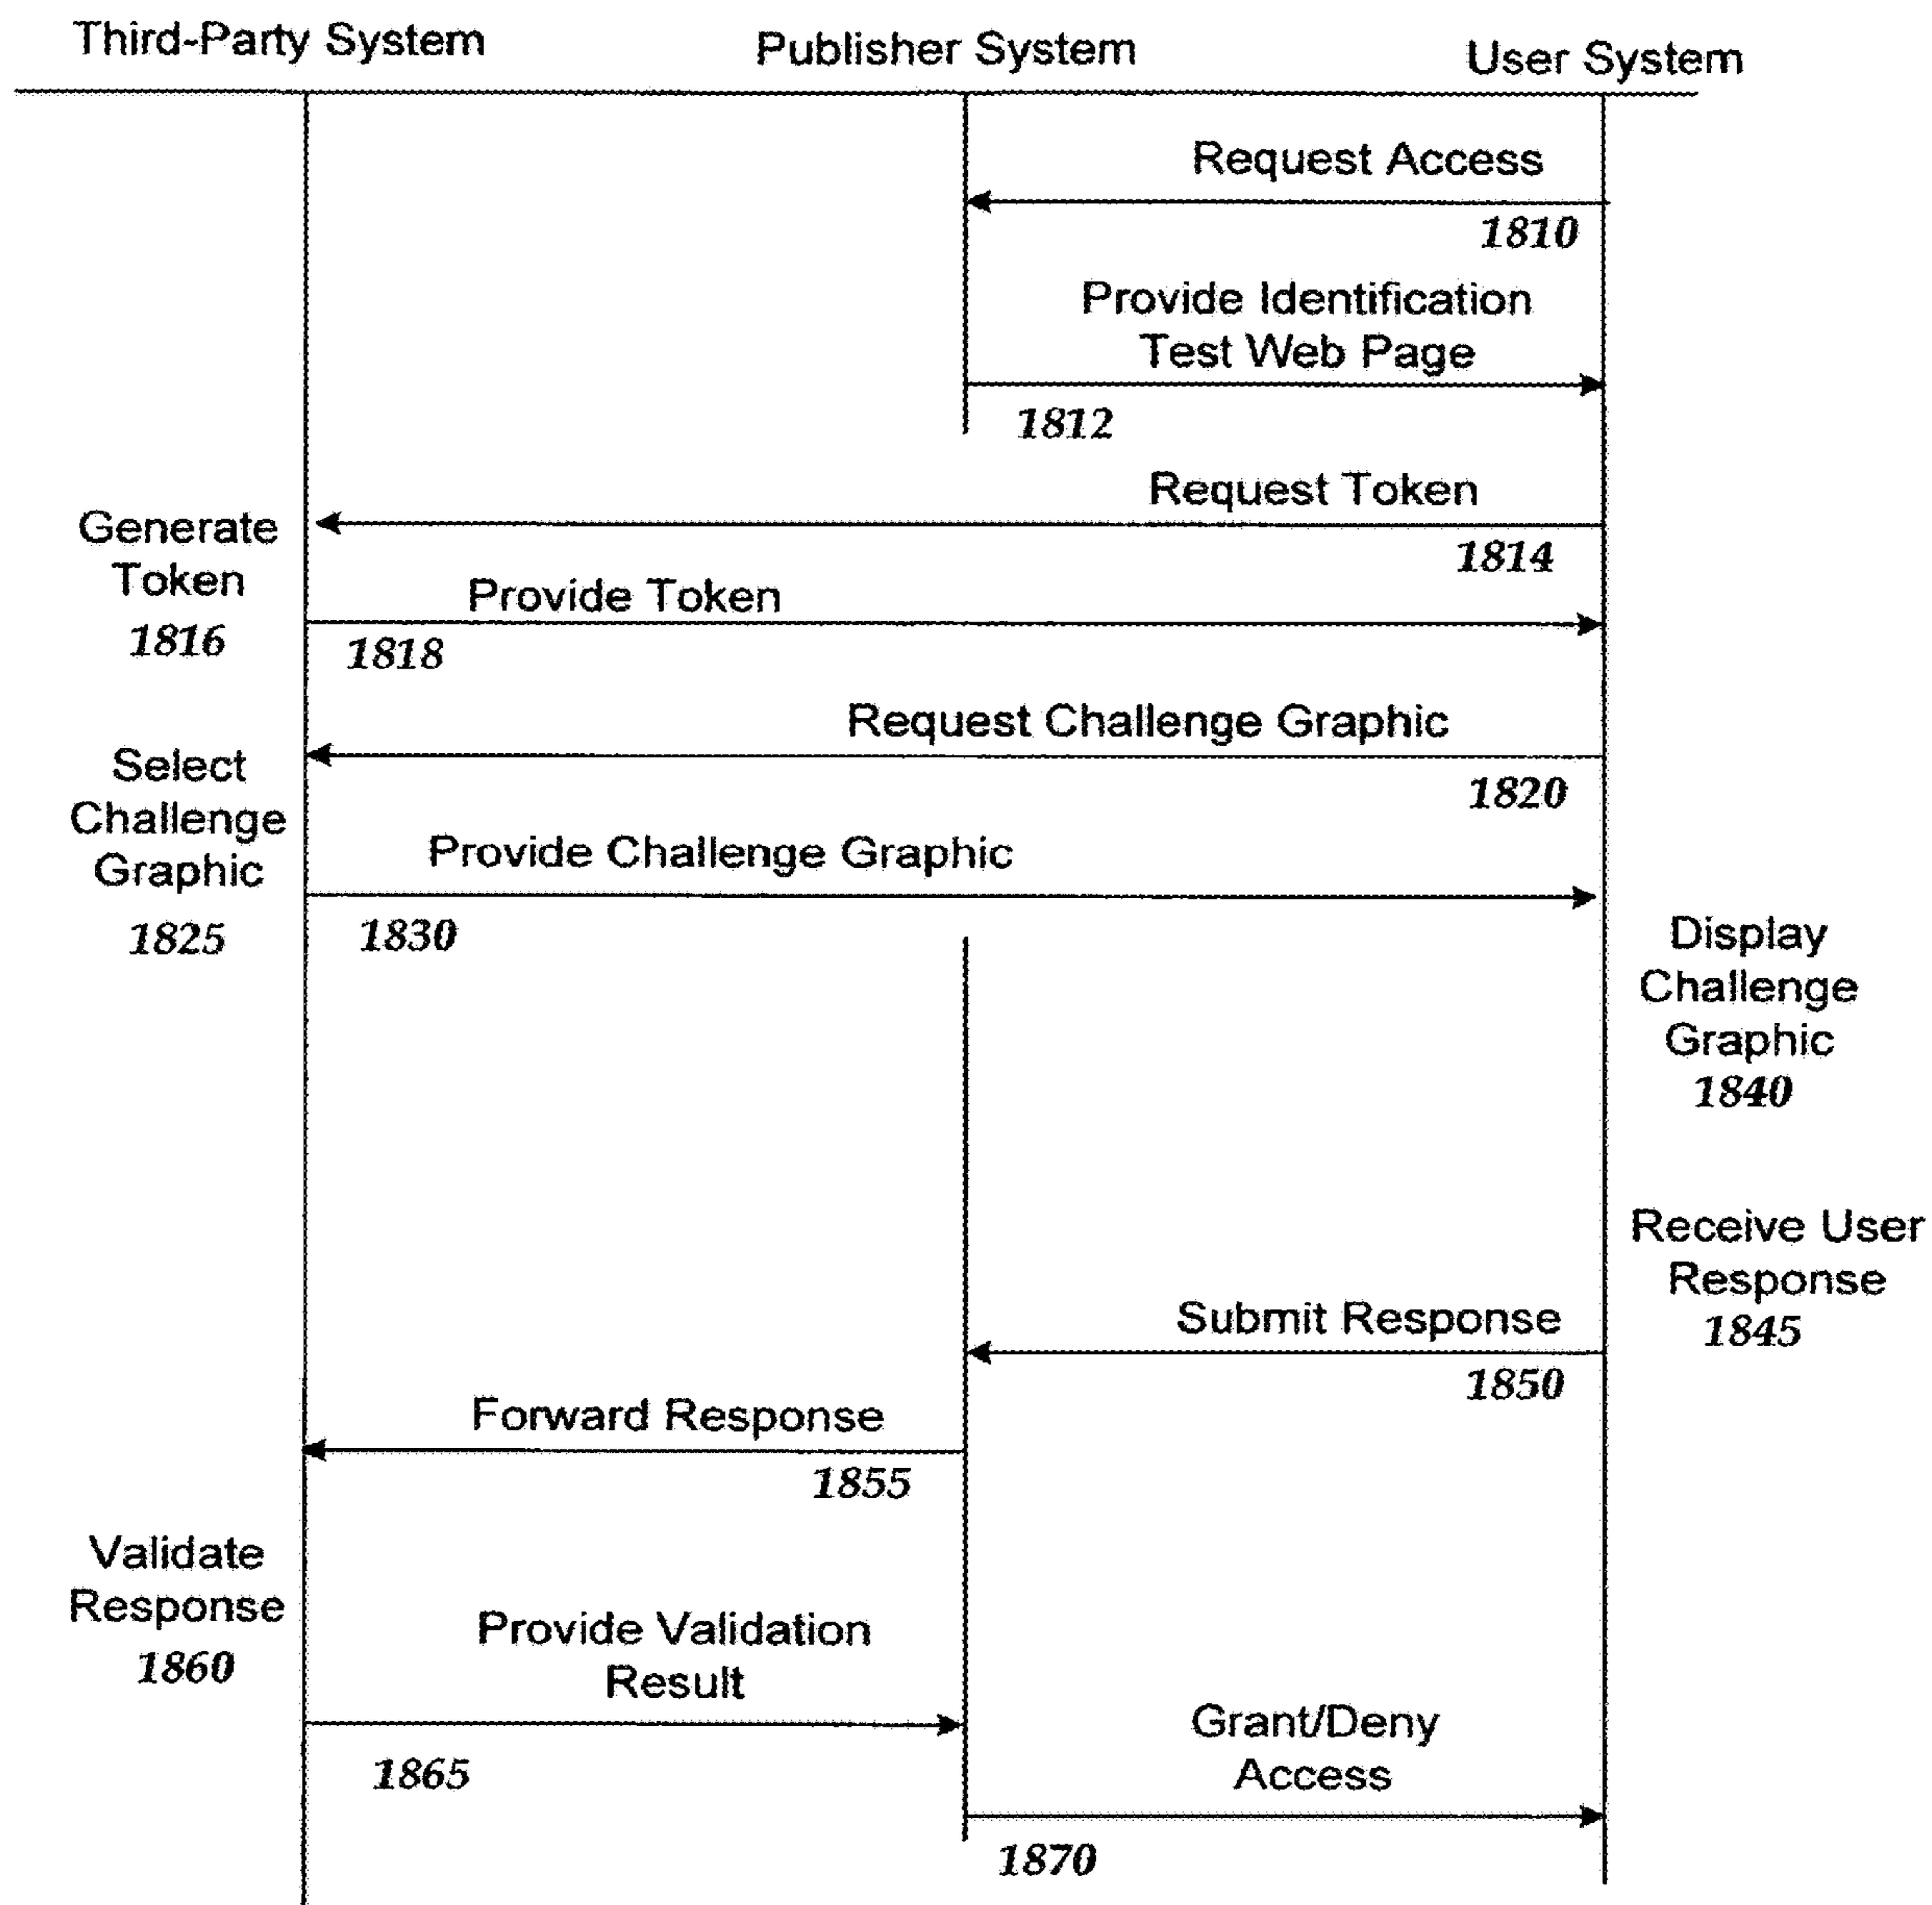 Third-Party System
Publisher System
User System
Request Access
1810
Provide Identification
Test Web Page
1812
Request Token
1814
Generate
Token
1816
Provide Token
1818
Request Challenge Graphic
1820
Select
Challenge
Graphic
1825
Provide Challenge Graphic
1830
Display
Challenge
Graphic
1840
Receive User
Response
1845
Submit Response
1850
Forward Response
1855
Validate
Response
1860
Provide Validation
Result
1865
Grant/Deny
Access
1870